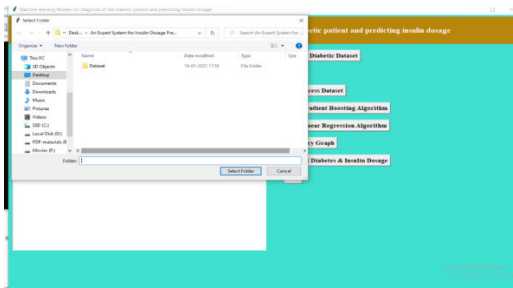 Machine learning Models for diagnosis of the diabetic patient and predicting insulin dosage
Select Folder
Desk... > An Expert System for Insulin Dosage Pre...
Search An Expert System for ...
etic patient and predicting insulin dosage
Organize
New folder
Name
Date modified
Type
Size
This PC
3D Objects
Desktop
Documents
Downloads
Music
Pictures
Videos
SSD (C:)
Local Disk (D:)
PDF materials (E
Movies (F:)
Dataset
File folder
Folder:
Select Folder
Cancel
Diabetic Dataset
cess Dataset
adient Boosting Algorithm
ear Regression Algorithm
cy Graph
Diabetes & Insulin Dosage